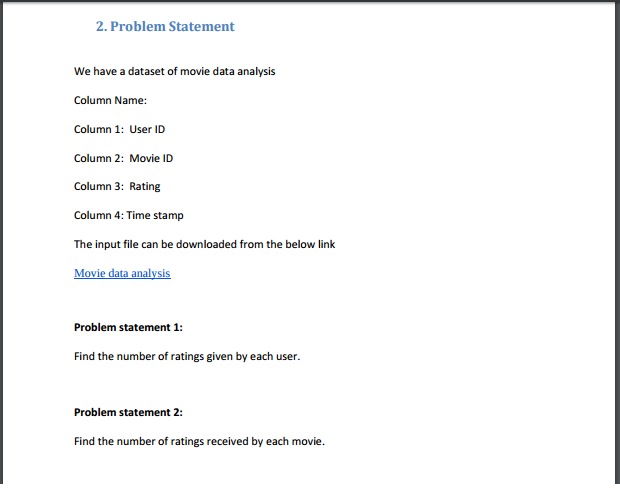 2. Problem Statement
We have a dataset of movie data analysis
Column Name:
Column 1: User ID
Column 2: Movie ID
Column 3: Rating
Column 4: Time stamp
The input file can be downloaded from the below link
Movie data analysis
Problem statement 1:
Find the number of ratings given by each user.
Problem statement 2:
Find the number of ratings received by each movie.